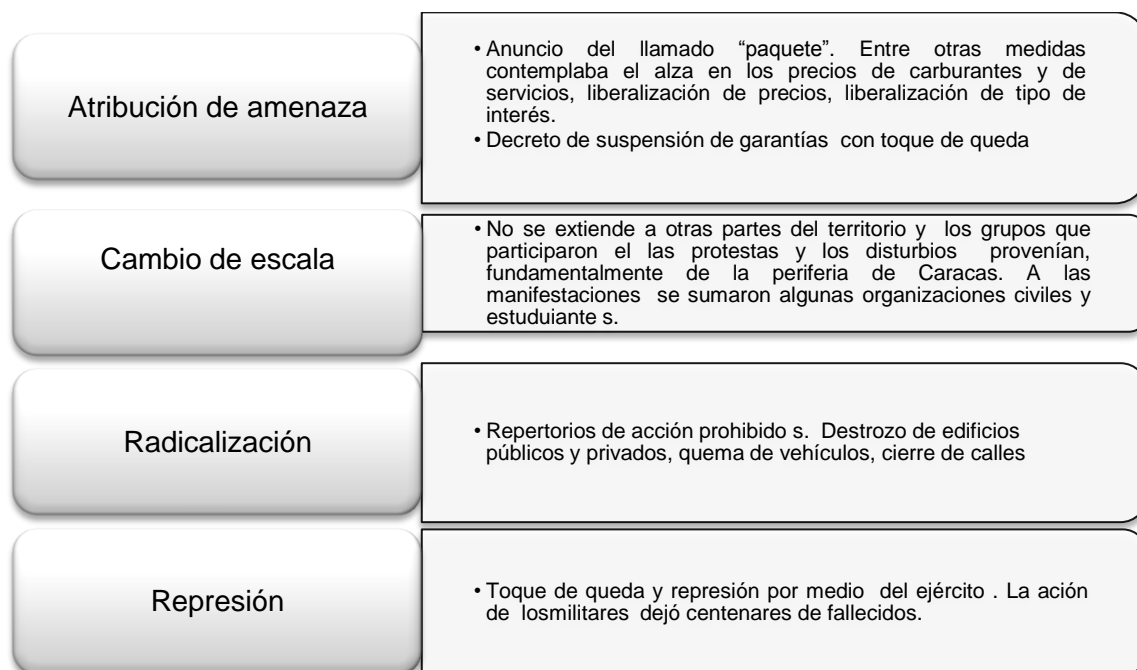 Atribución de amenaza
• Anuncio del llamado “paquete”. Entre otras medidas
contemplaba el alza en los precios de carburantes y de
servicios, liberalización de precios, liberalización de tipo de
interés.
• Decreto de suspensión de garantías con toque de queda
Cambio de escala
• No se extiende a otras partes del territorio y los grupos que
participaron el las protestas y los disturbios provenían,
fundamentalmente de la periferia de Caracas. A las
manifestaciones se sumaron algunas organizaciones civiles y
estuduiante s.
Radicalización
• Repertorios de acción prohibido s. Destrozo de edificios
públicos y privados, quema de vehículos, cierre de calles
Represión
• Toque de queda y represión por medio del ejército . La ación
de losmilitares dejó centenares de fallecidos.